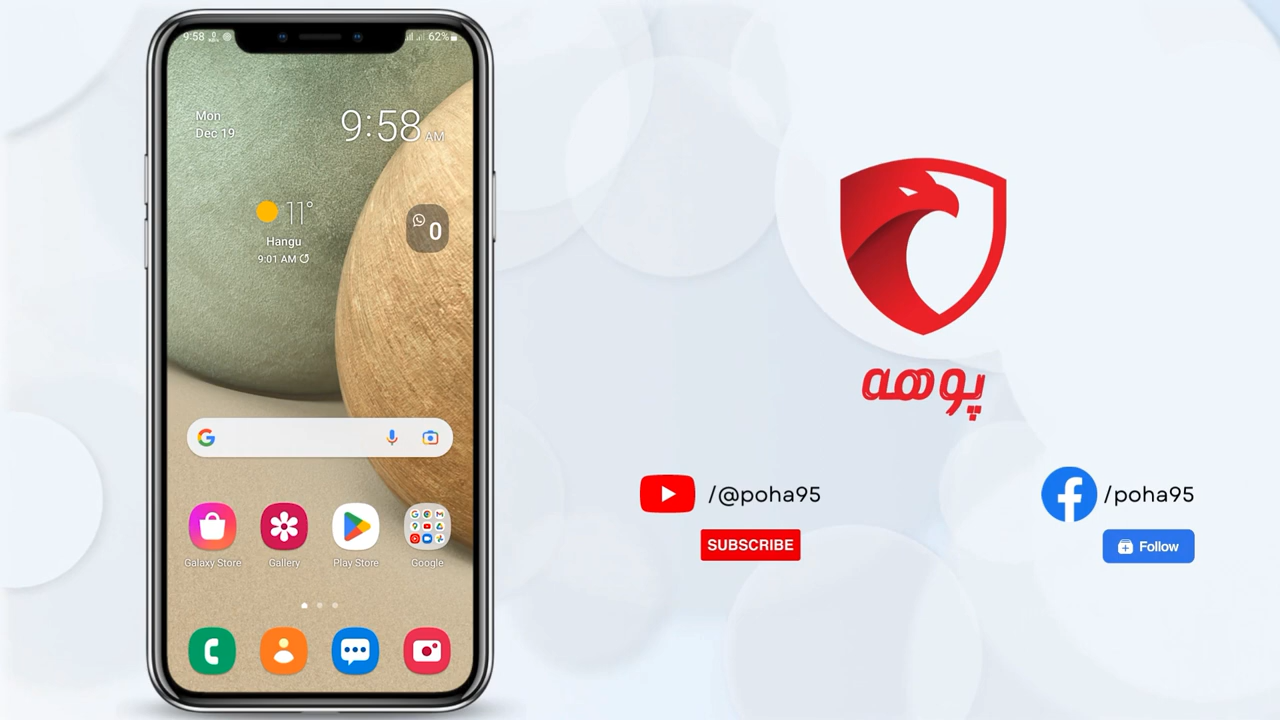 9:58
62%
Mon
Dec 19
9:58 AM
11°
Hangu
9:01 AM
0
Galaxy Store
Gallery
Play Store
Google
پوهه
/@poha95
SUBSCRIBE
/poha95
Follow